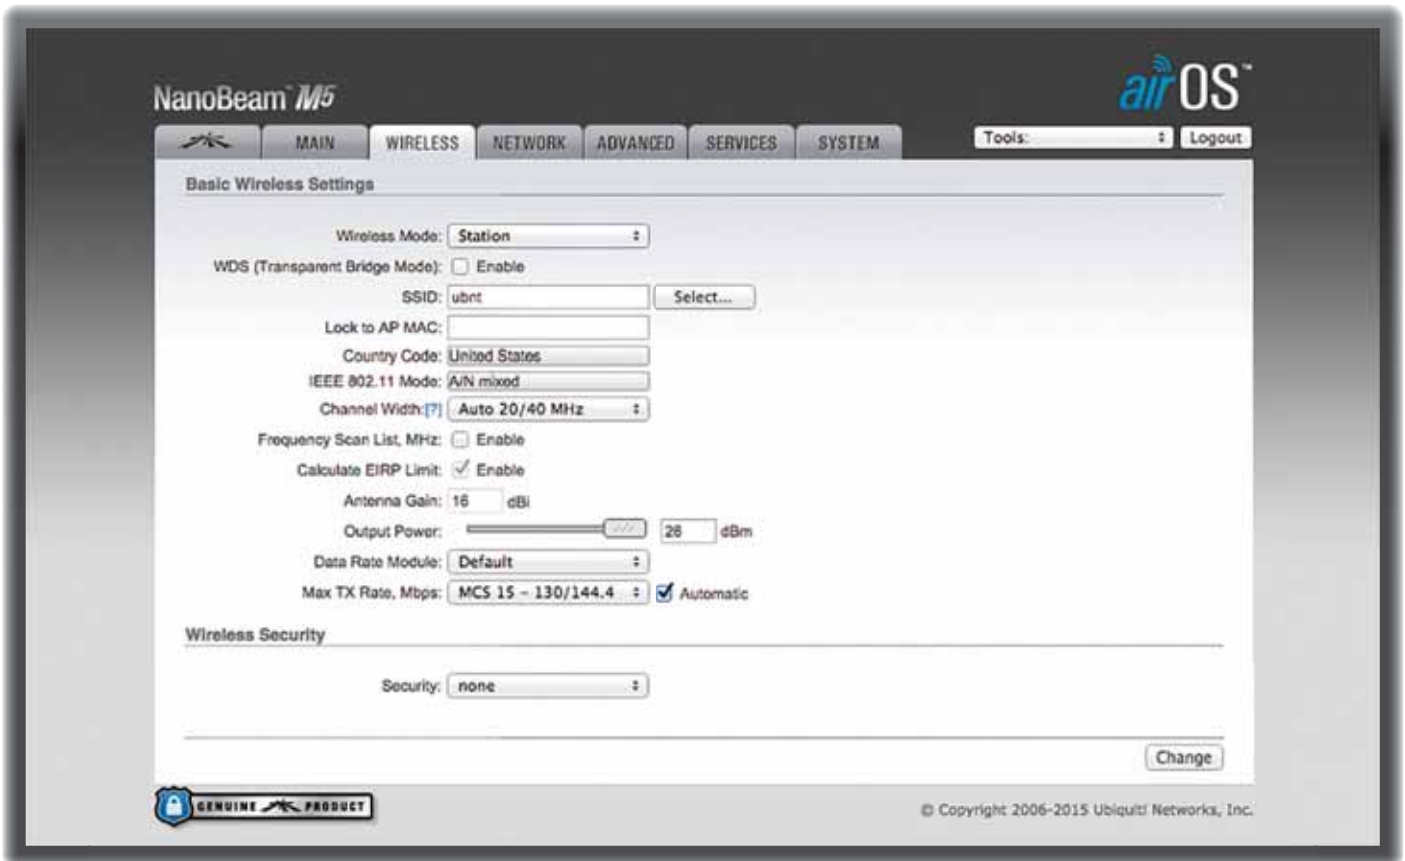 NanoBeam™ M5
airOS™
MAIN WIRELESS NETWORK ADVANCED SERVICES SYSTEM Tools: Logout
Basic Wireless Settings
Wireless Mode: Station
WDS (Transparent Bridge Mode): Enable
SSID: ubnt Select...
Lock to AP MAC:
Country Code: United States
IEEE 802.11 Mode: A/N mixed
Channel Width:[?] Auto 20/40 MHz
Frequency Scan List, MHz: Enable
Calculate EIRP Limit: Enable
Antenna Gain: 16 dBi
Output Power: 26 dBm
Data Rate Module: Default
Max TX Rate, Mbps: MCS 15 - 130/144.4 Automatic
Wireless Security
Security: none
Change
GENUINE PRODUCT
© Copyright 2006-2015 Ubiquiti Networks, Inc.